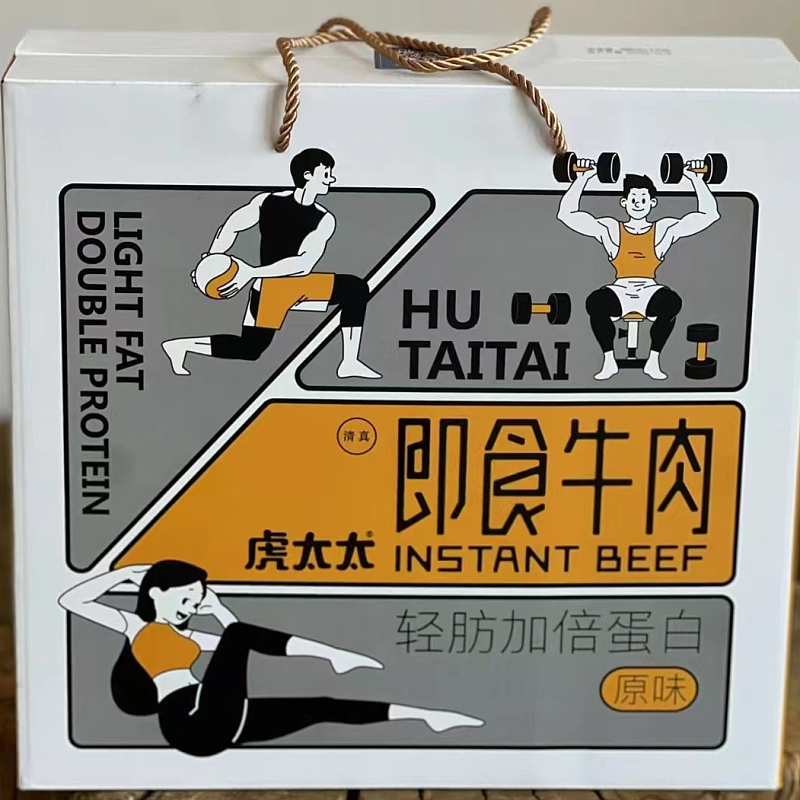 LIGHT FAT
DOUBLE PROTEIN
HU
TAITAI
清真
即食牛肉
虎太太®
INSTANT BEEF
轻肪加倍蛋白
原味